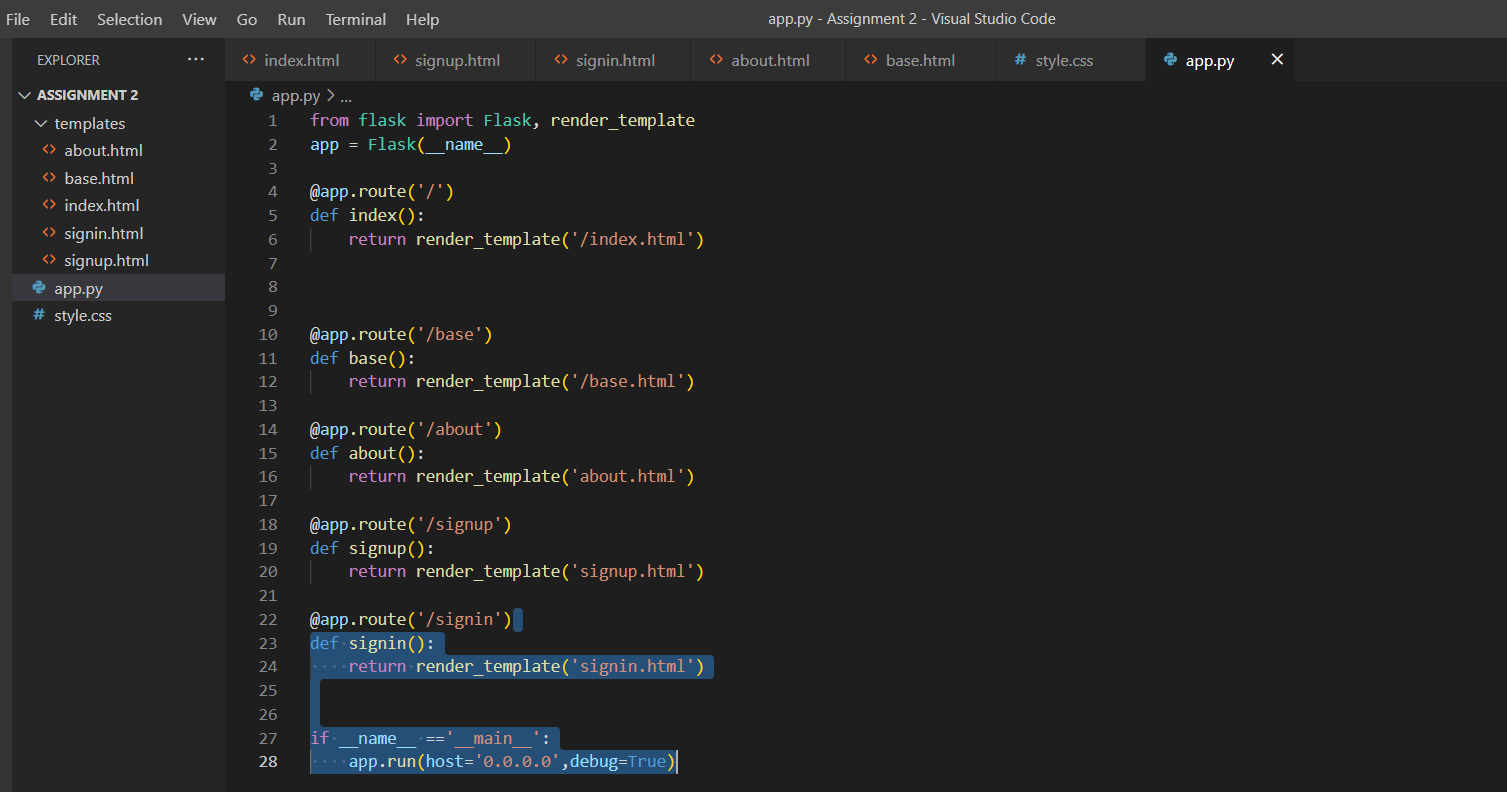 File Edit Selection View Go Run Terminal Help
app.py - Assignment 2 - Visual Studio Code
EXPLORER ...
ASSIGNMENT 2
templates
about.html
base.html
index.html
signin.html
signup.html
app.py
# style.css
index.html signup.html signin.html about.html base.html # style.css app.py
app.py > ...
1 from flask import Flask, render_template
2 app = Flask(__name__)
3
4 @app.route('/')
5 def index():
6     return render_template('/index.html')
7
8
9
10 @app.route('/base')
11 def base():
12     return render_template('/base.html')
13
14 @app.route('/about')
15 def about():
16     return render_template('about.html')
17
18 @app.route('/signup')
19 def signup():
20     return render_template('signup.html')
21
22 @app.route('/signin')
23 def signin():
24     return render_template('signin.html')
25
26
27 if __name__ =='__main__':
28     app.run(host='0.0.0.0',debug=True)